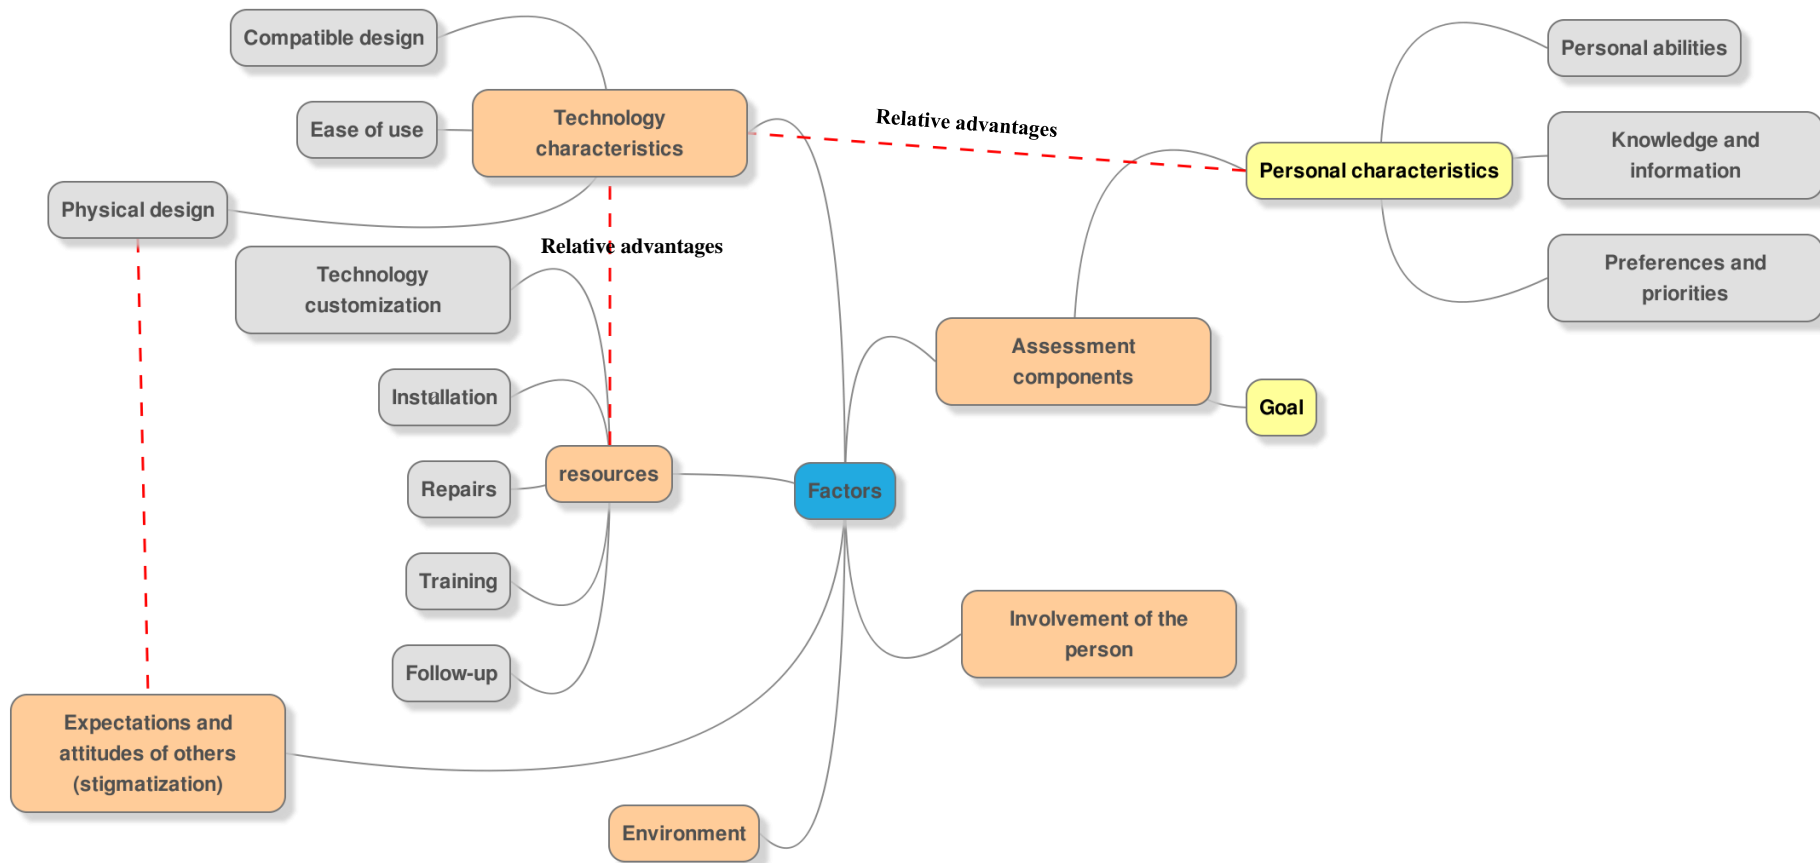 Compatible design
Personal abilities
Technology
characteristics
Relative advantages
Ease of use
Knowledge and
information
Personal characteristics
Physical design
Relative advantages
Technology
customization
Preferences and
priorities
Assessment
components
Installation
Goal
resources
Repairs
Factors
Training
Involvement of the
person
Follow-up
Expectations and
attitudes of others
(stigmatization)
Environment